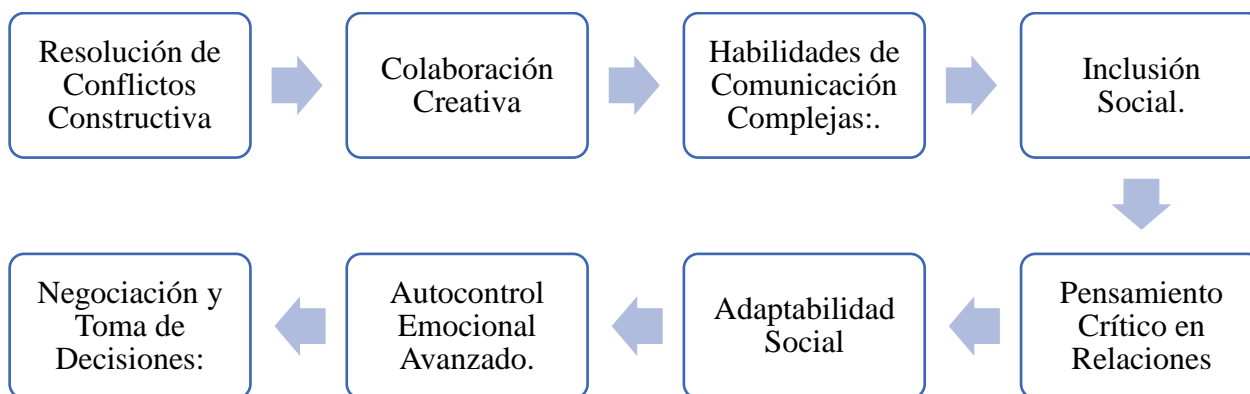 Resolución de
Conflictos
Constructiva
Colaboración
Creativa
Habilidades de
Comunicación
Complejas:.
Inclusión
Social.
Pensamiento
Crítico en
Relaciones
Adaptabilidad
Social
Autocontrol
Emocional
Avanzado.
Negociación y
Toma de
Decisiones: